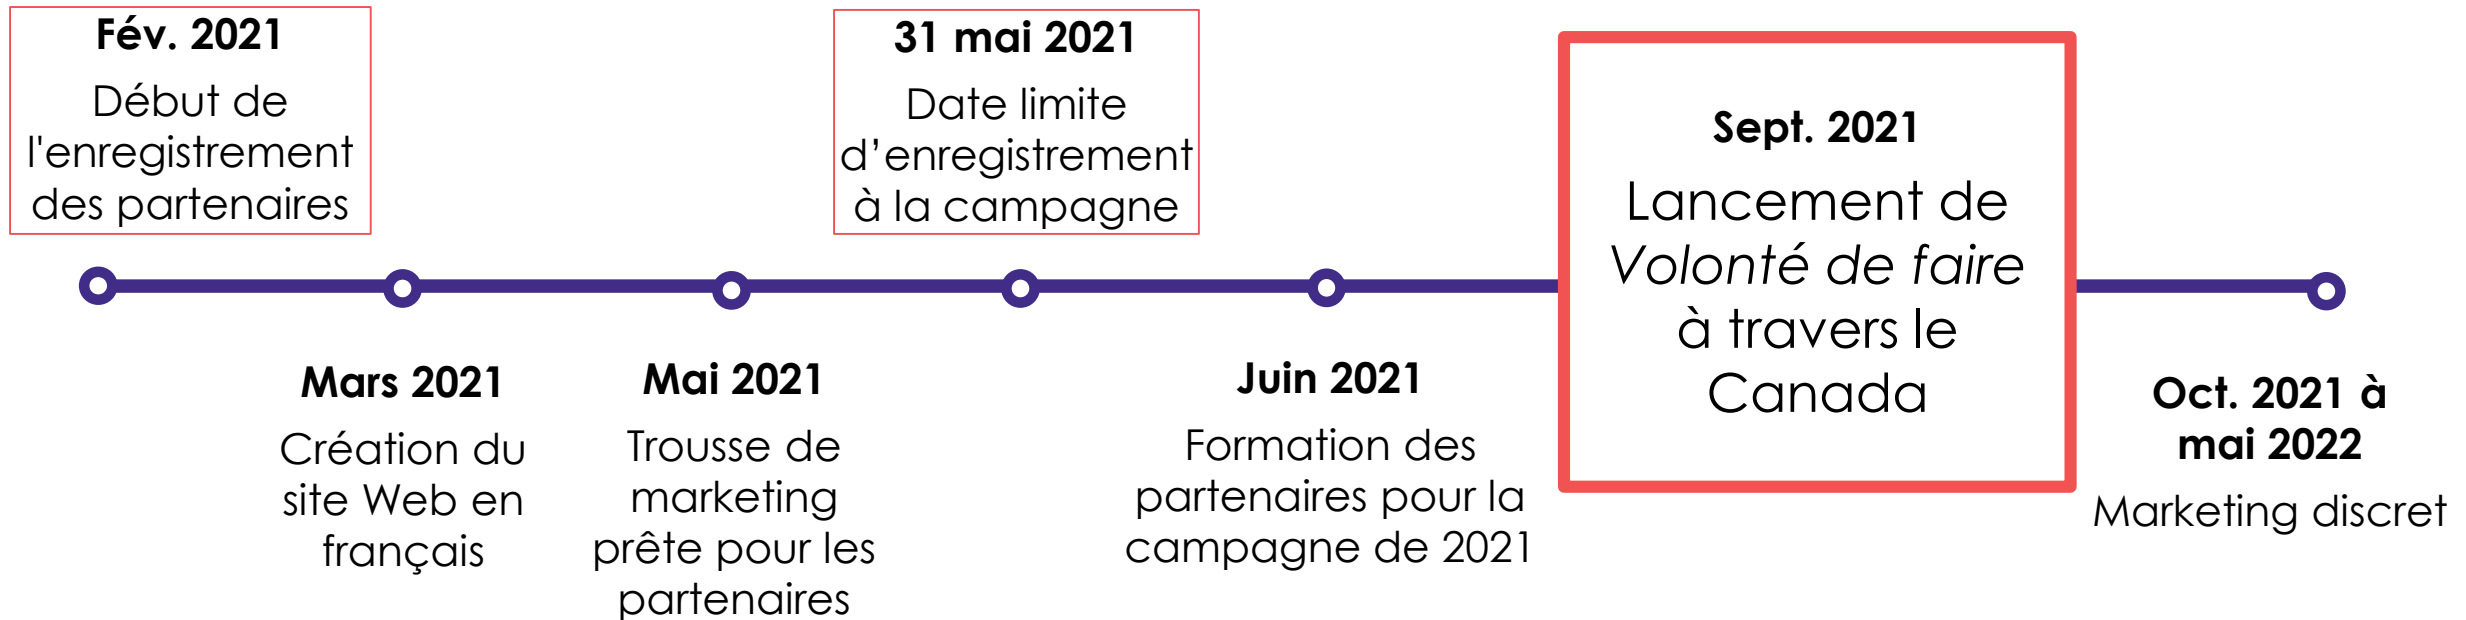 Fév. 2021
Début de
l'enregistrement
des partenaires
Mars 2021
Création du
site Web en
français
Mai 2021
Trousse de
marketing
prête pour les
partenaires
31 mai 2021
Date limite
d’enregistrement
à la campagne
Juin 2021
Formation des
partenaires pour la
campagne de 2021
Sept. 2021
Lancement de
Volonté de faire
à travers le
Canada
Oct. 2021 à
mai 2022
Marketing discret